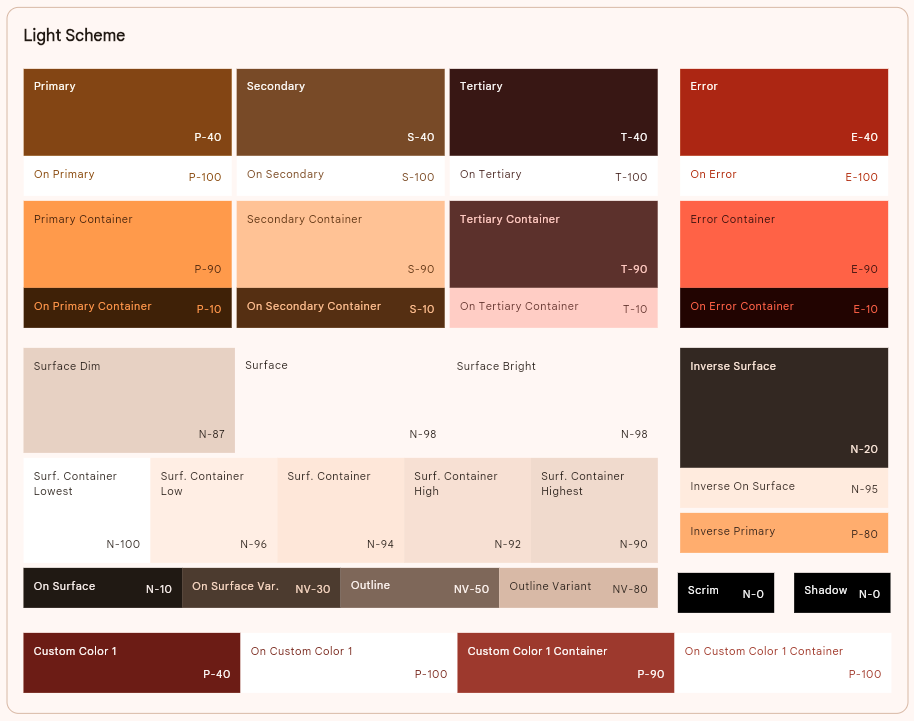 Light Scheme
Primary
P-40
Secondary
S-40
Tertiary
T-40
Error
E-40
On Primary
P-100
On Secondary
S-100
On Tertiary
T-100
On Error
E-100
Primary Container
P-90
Secondary Container
S-90
Tertiary Container
T-90
Error Container
E-90
On Primary Container
P-10
On Secondary Container
S-10
On Tertiary Container
T-10
On Error Container
E-10
Surface Dim
N-87
Surface
N-98
Surface Bright
N-98
Inverse Surface
N-20
Surf. Container
Lowest
N-100
Surf. Container
Low
N-96
Surf. Container
N-94
Surf. Container
High
N-92
Surf. Container
Highest
N-90
Inverse On Surface
N-95
Inverse Primary
P-80
On Surface
N-10
On Surface Var.
NV-30
Outline
NV-50
Outline Variant
NV-80
Scrim
N-0
Shadow
N-0
Custom Color 1
P-40
On Custom Color 1
P-100
Custom Color 1 Container
P-90
On Custom Color 1 Container
P-100